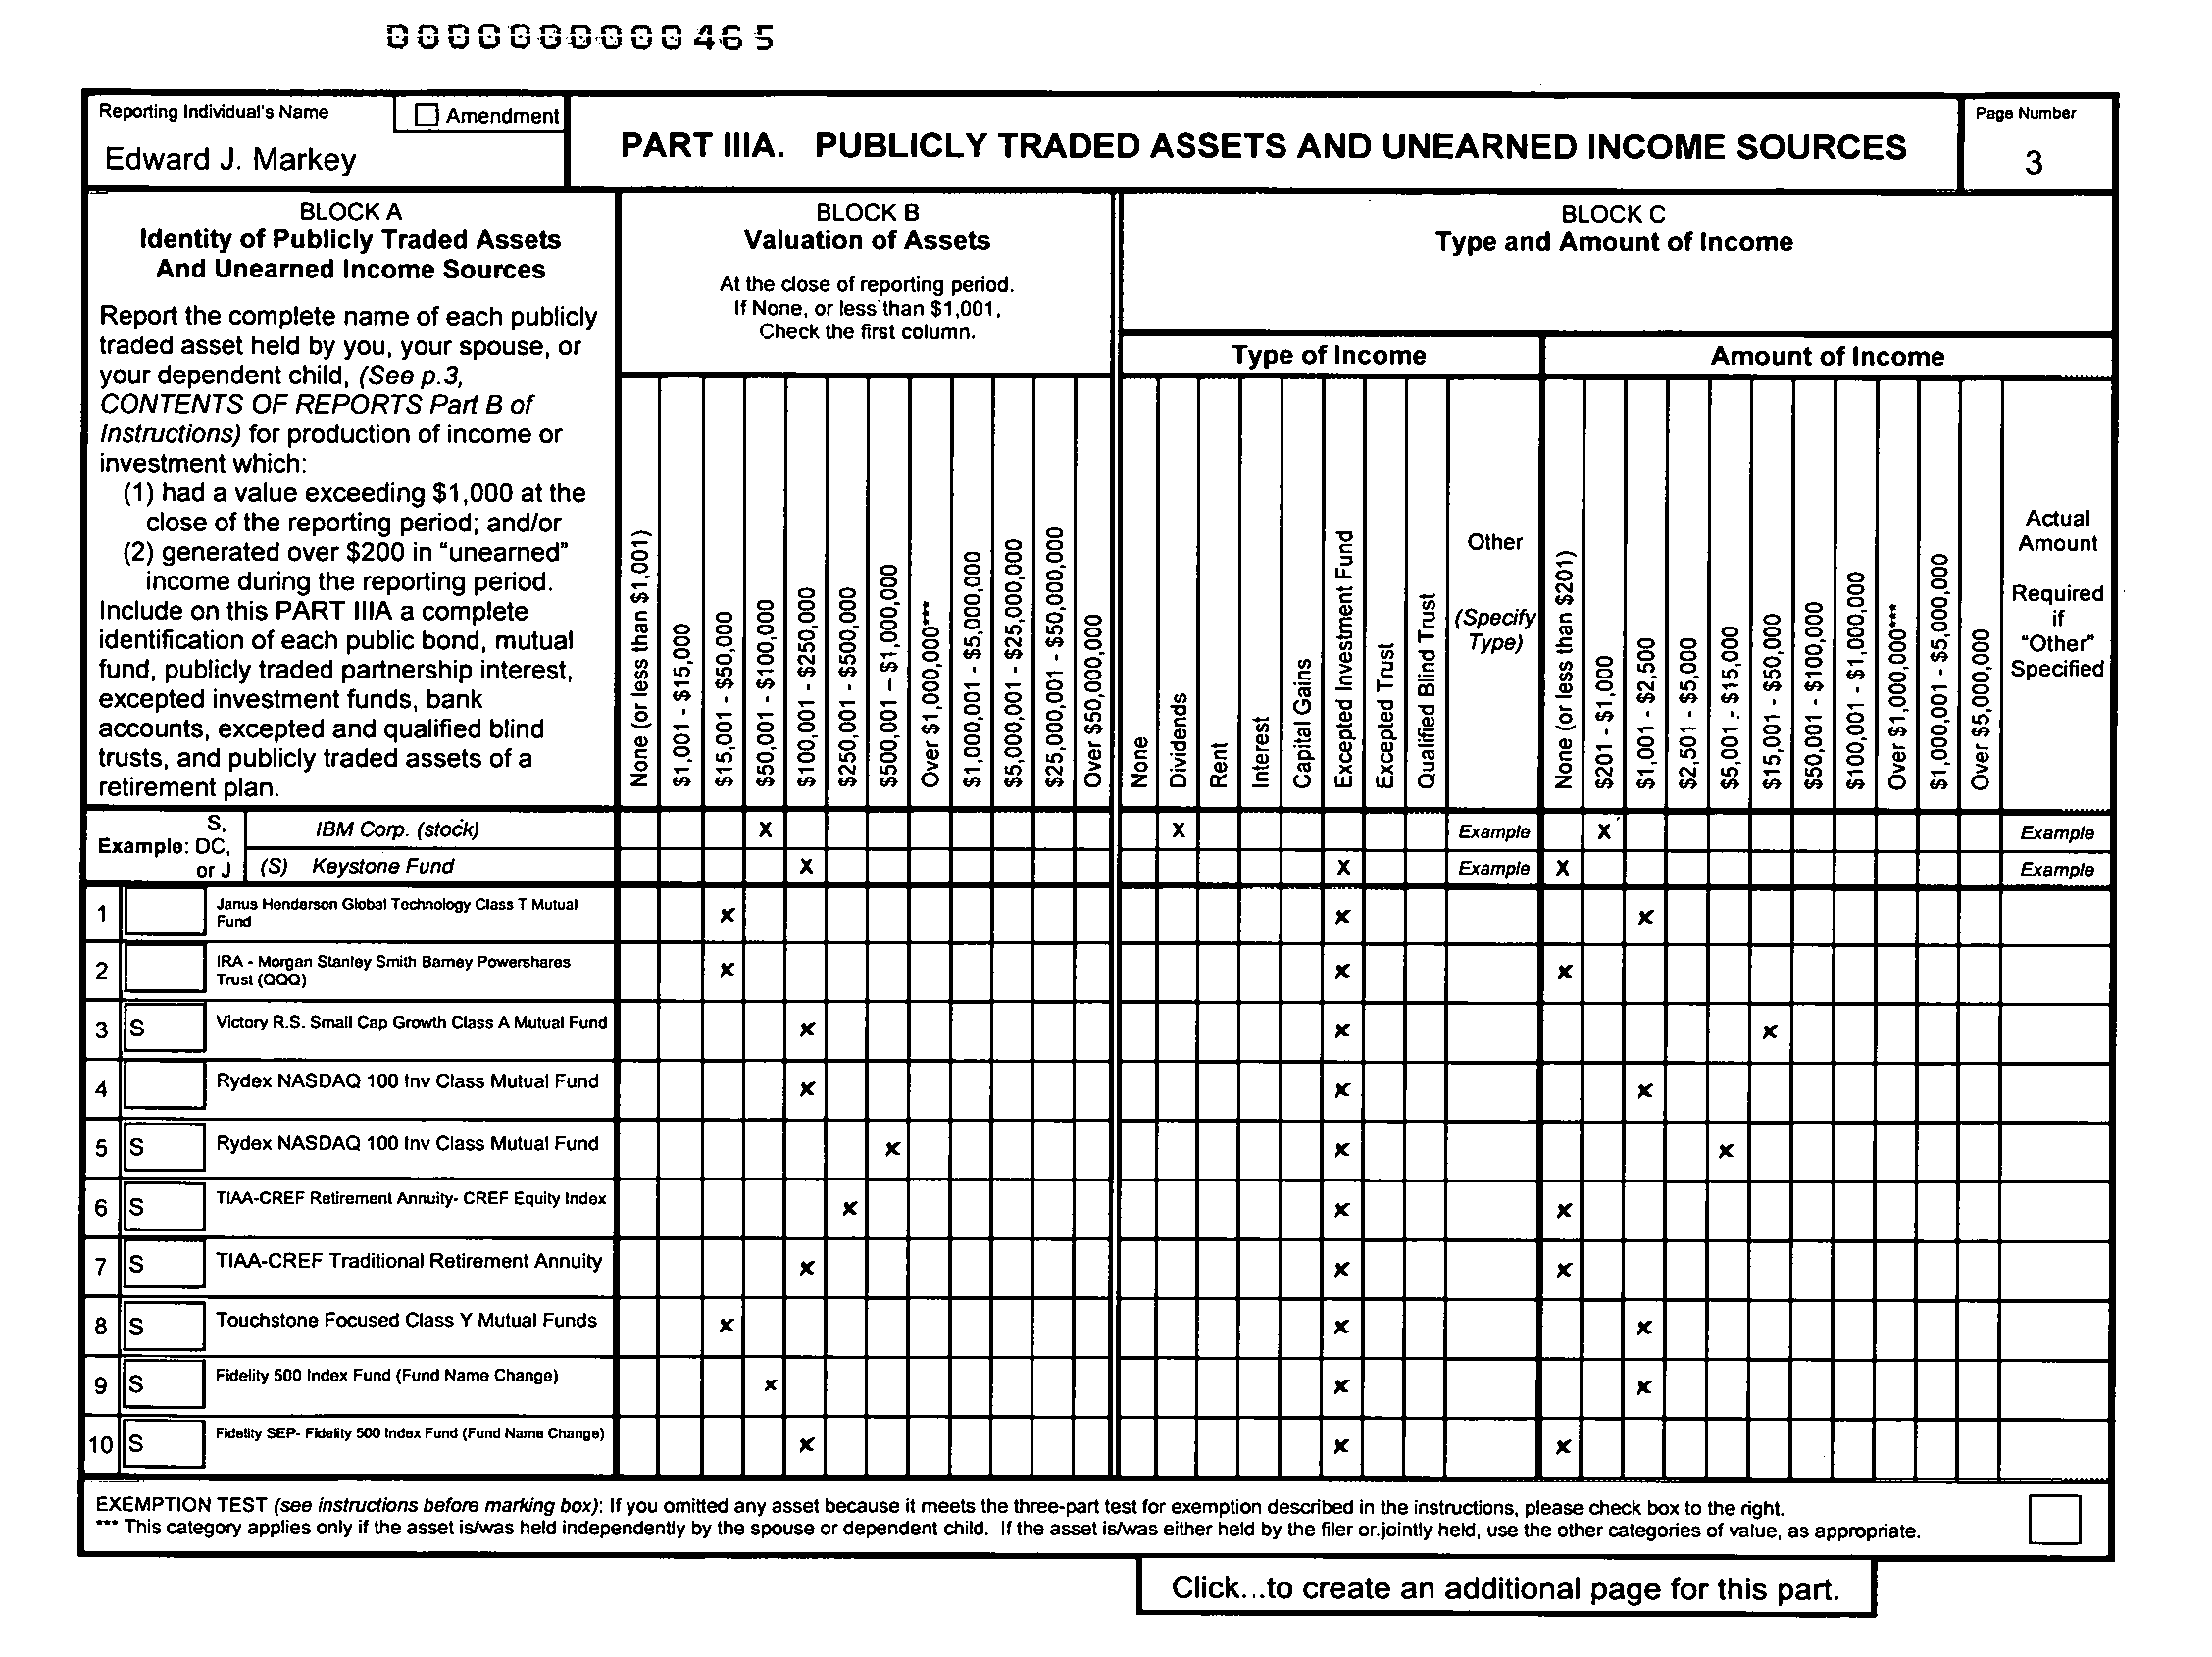 0000000000465
Reporting Individual's Name
Amendment
Edward J. Markey
PART IIIA. PUBLICLY TRADED ASSETS AND UNEARNED INCOME SOURCES
Page Number
3
BLOCK A
Identity of Publicly Traded Assets
And Unearned Income Sources
Report the complete name of each publicly
traded asset held by you, your spouse, or
your dependent child, (See p.3,
CONTENTS OF REPORTS Part B of
Instructions) for production of income or
investment which:
(1) had a value exceeding $1,000 at the
close of the reporting period; and/or
(2) generated over $200 in "unearned"
income during the reporting period.
Include on this PART IIIA a complete
identification of each public bond, mutual
fund, publicly traded partnership interest,
excepted investment funds, bank
accounts, excepted and qualified blind
trusts, and publicly traded assets of a
retirement plan.
BLOCK B
Valuation of Assets
At the close of reporting period.
If None, or less than $1,001,
Check the first column.
None (or less than $1,001)
$1,001 - $15,000
$15,001 - $50,000
$50,001 - $100,000
$100,001 - $250,000
$250,001 - $500,000
$500,001 – $1,000,000
Over $1,000,000***
$1,000,001 - $5,000,000
$5,000,001 - $25,000,000
$25,000,001 - $50,000,000
Over $50,000,000
BLOCK C
Type and Amount of Income
Type of Income
None
Dividends
Rent
Interest
Capital Gains
Excepted Investment Fund
Excepted Trust
Qualified Blind Trust
Other
(Specify
Type)
Amount of Income
None (or less than $201)
$201 - $1,000
$1,001 - $2,500
$2,501 - $5,000
$5,001 - $15,000
$15,001 - $50,000
$50,001 - $100,000
$100,001 - $1,000,000
Over $1,000,000***
$1,000,001 - $5,000,000
Over $5,000,000
Actual
Amount
Required
if
"Other"
Specified
Example: S, DC, or J
IBM Corp. (stock) X X Example X Example
(S) Keystone Fund X X Example X Example
1 Janus Henderson Global Technology Class T Mutual
Fund x x x
2 IRA - Morgan Stanley Smith Barney Powershares
Trust (QQQ) x x x
3 S Victory R.S. Small Cap Growth Class A Mutual Fund x x x
4 Rydex NASDAQ 100 Inv Class Mutual Fund x x x
5 S Rydex NASDAQ 100 Inv Class Mutual Fund x x x
6 S TIAA-CREF Retirement Annuity- CREF Equity Index x x x
7 S TIAA-CREF Traditional Retirement Annuity x x x
8 S Touchstone Focused Class Y Mutual Funds x x x
9 S Fidelity 500 Index Fund (Fund Name Change) x x x
10 S Fidelity SEP- Fidelity 500 Index Fund (Fund Name Change) x x x
EXEMPTION TEST (see instructions before marking box): If you omitted any asset because it meets the three-part test for exemption described in the instructions, please check box to the right.
*** This category applies only if the asset is/was held independently by the spouse or dependent child. If the asset is/was either held by the filer or jointly held, use the other categories of value, as appropriate.
Click...to create an additional page for this part.